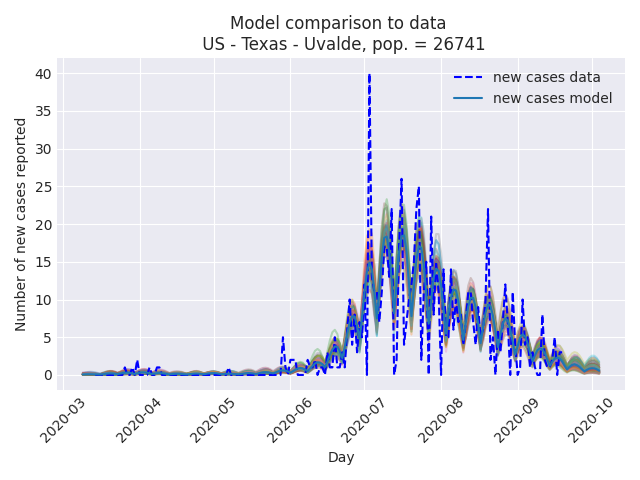 Model comparison to data
US - Texas - Uvalde, pop. = 26741
new cases data
new cases model
Number of new cases reported
40
35
30
25
20
15
10
5
0
2020-03
2020-04
2020-05
2020-06
2020-07
2020-08
2020-09
2020-10
Day